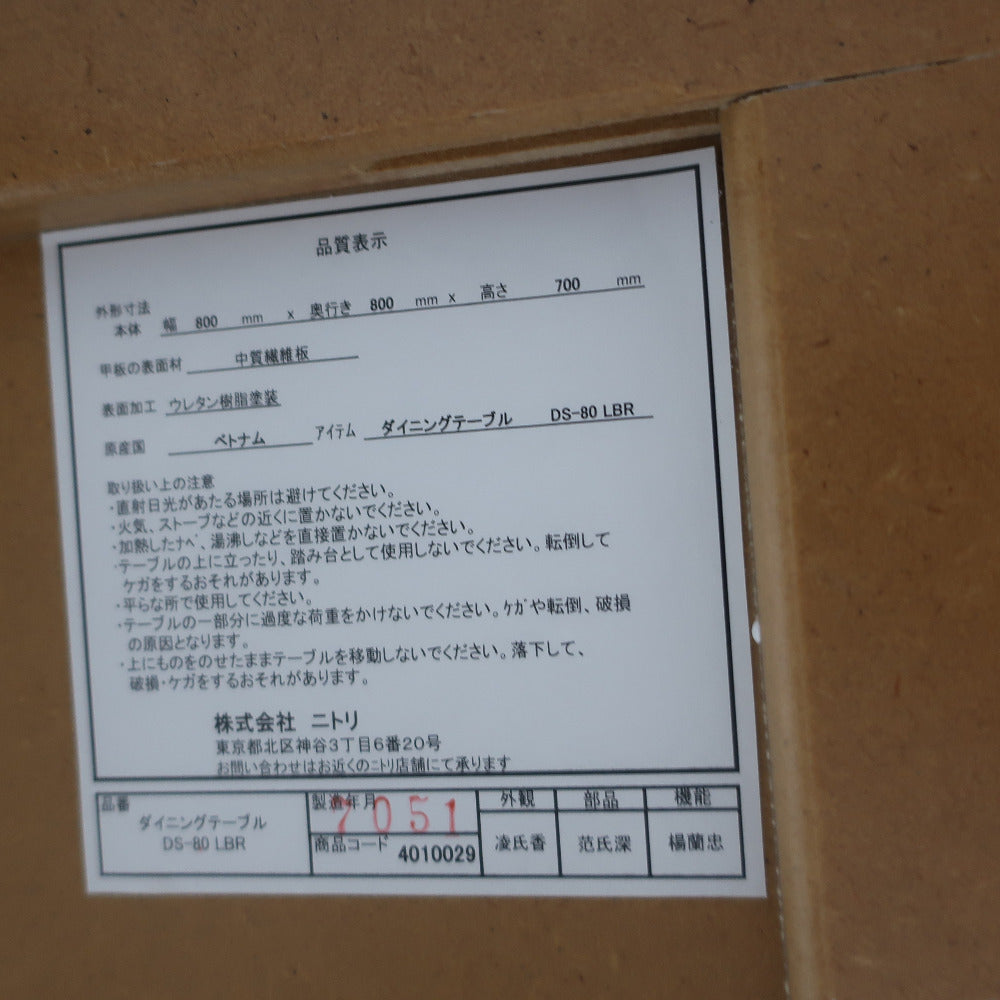 品質表示
外形寸法
本体 幅 800 mm x 奥行き 800 mm x 高さ 700 mm
甲板の表面材 中質繊維板
表面加工 ウレタン樹脂塗装
原産国 ベトナム アイテム ダイニングテーブル DS-80 LBR
取り扱い上の注意
・直射日光があたる場所は避けてください。
・火気、ストーブなどの近くに置かないでください。
・加熱したナベ、湯沸しなどを直接置かないでください。
・テーブルの上に立ったり、踏み台として使用しないでください。転倒して
ケガをするおそれがあります。
・平らな所で使用してください。
・テーブルの一部分に過度な荷重をかけないでください。ケガや転倒、破損
の原因となります。
・上にものをのせたままテーブルを移動しないでください。落下して、
破損・ケガをするおそれがあります。
株式会社 ニトリ
東京都北区神谷3丁目6番20号
お問い合わせはお近くのニトリ店舗にて承ります
品番
ダイニングテーブル
DS-80 LBR
製造年月
7051
商品コード 4010029
外観 部品 機能
凌氏香 范氏深 楊蘭忠